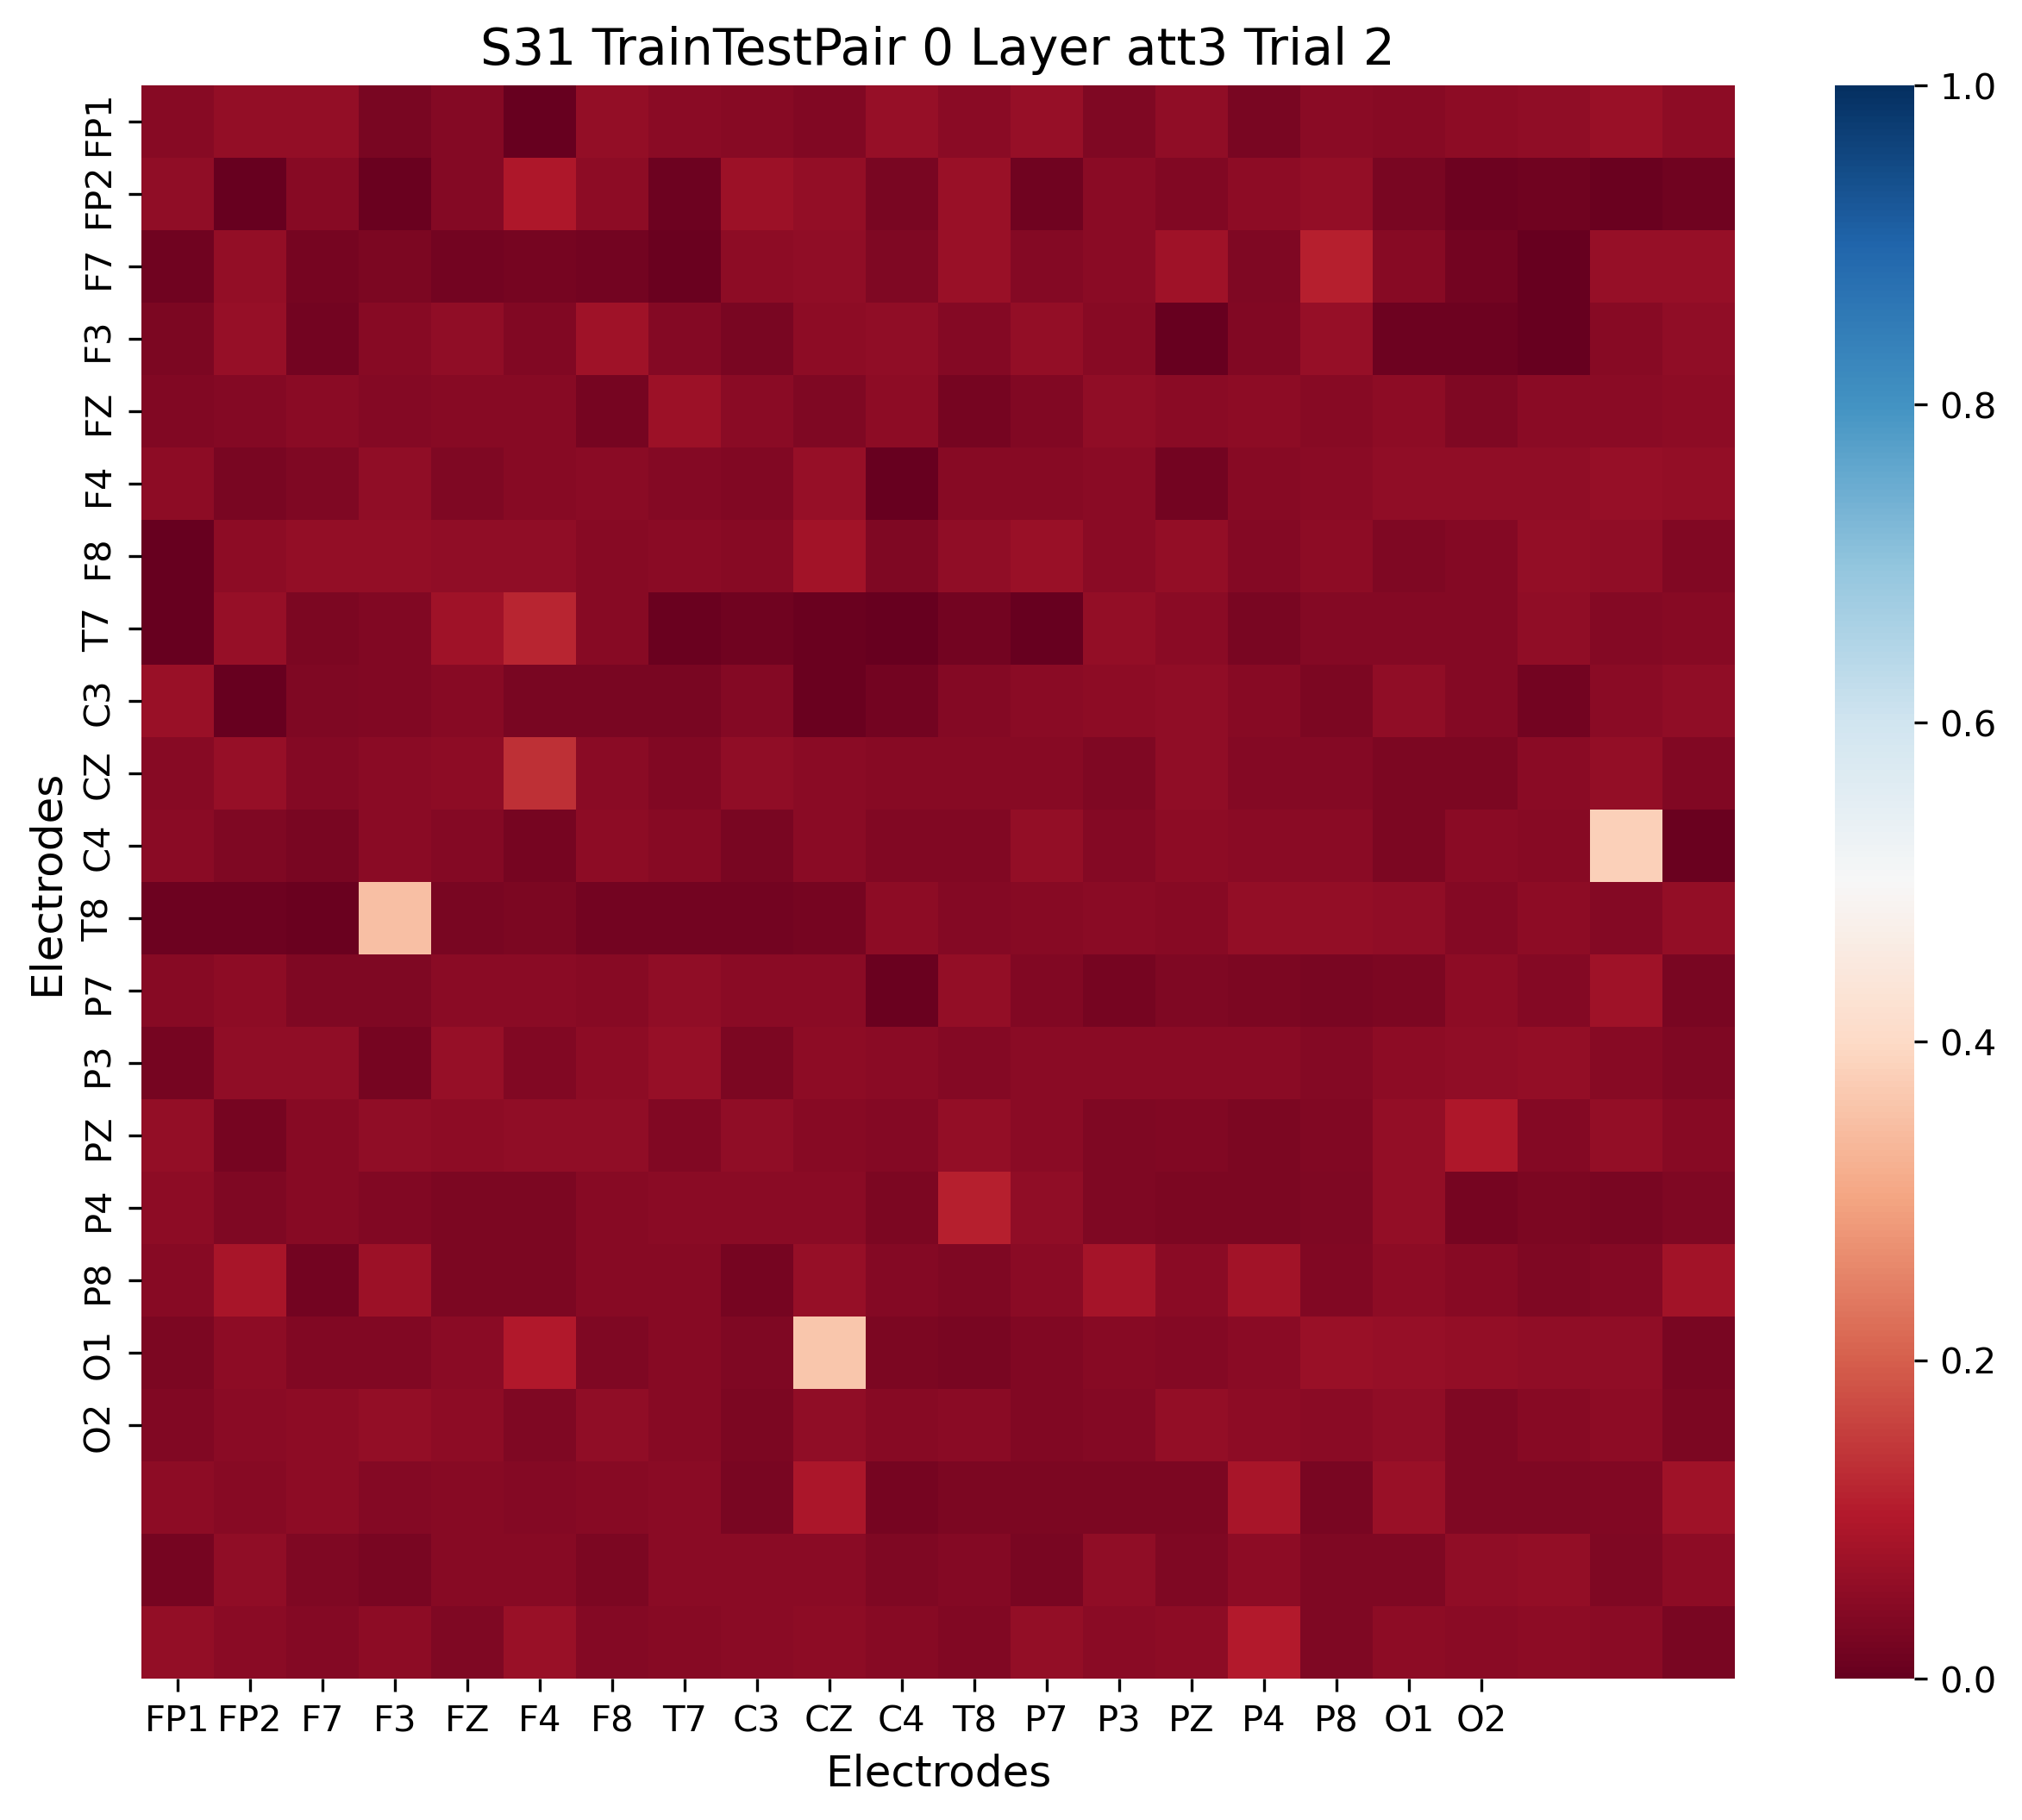 S31 TrainTestPair 0 Layer att3 Trial 2
Electrodes
FP1
FP2
F7
F3
FZ
F4
F8
T7
C3
CZ
C4
T8
P7
P3
PZ
P4
P8
O1
O2
FP1 FP2 F7 F3 FZ F4 F8 T7 C3 CZ C4 T8 P7 P3 PZ P4 P8 O1 O2
Electrodes
1.0
0.8
0.6
0.4
0.2
0.0